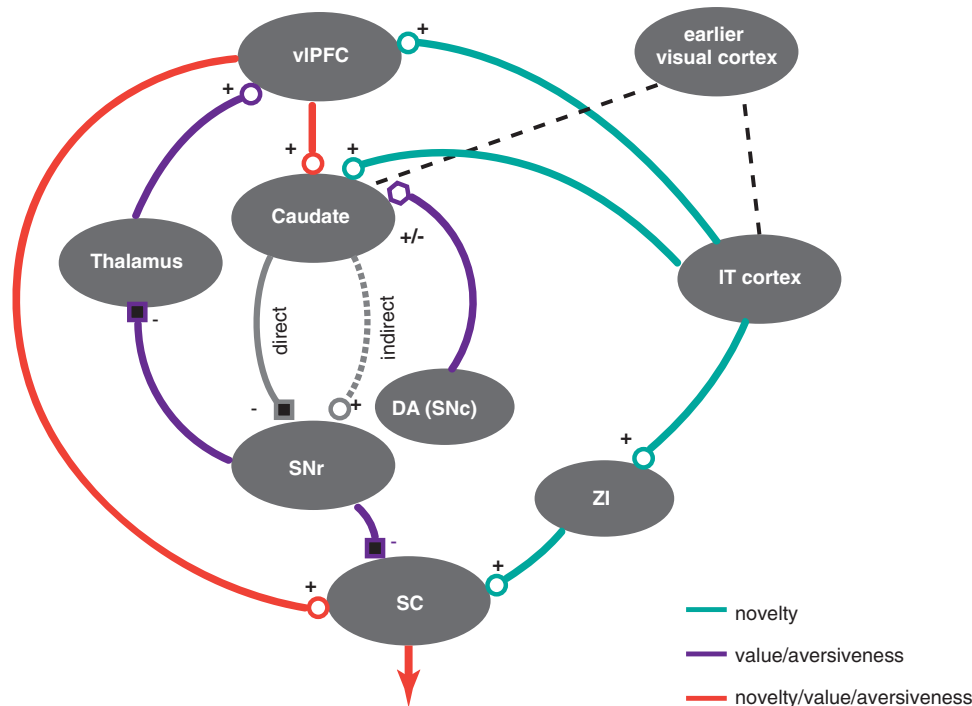 earlier
visual cortex
vlPFC
+
+
+
+
Caudate
+/-
Thalamus
-
IT cortex
direct
indirect
-
+
DA (SNc)
SNr
+
ZI
-
+
+
SC
novelty
value/aversiveness
novelty/value/aversiveness